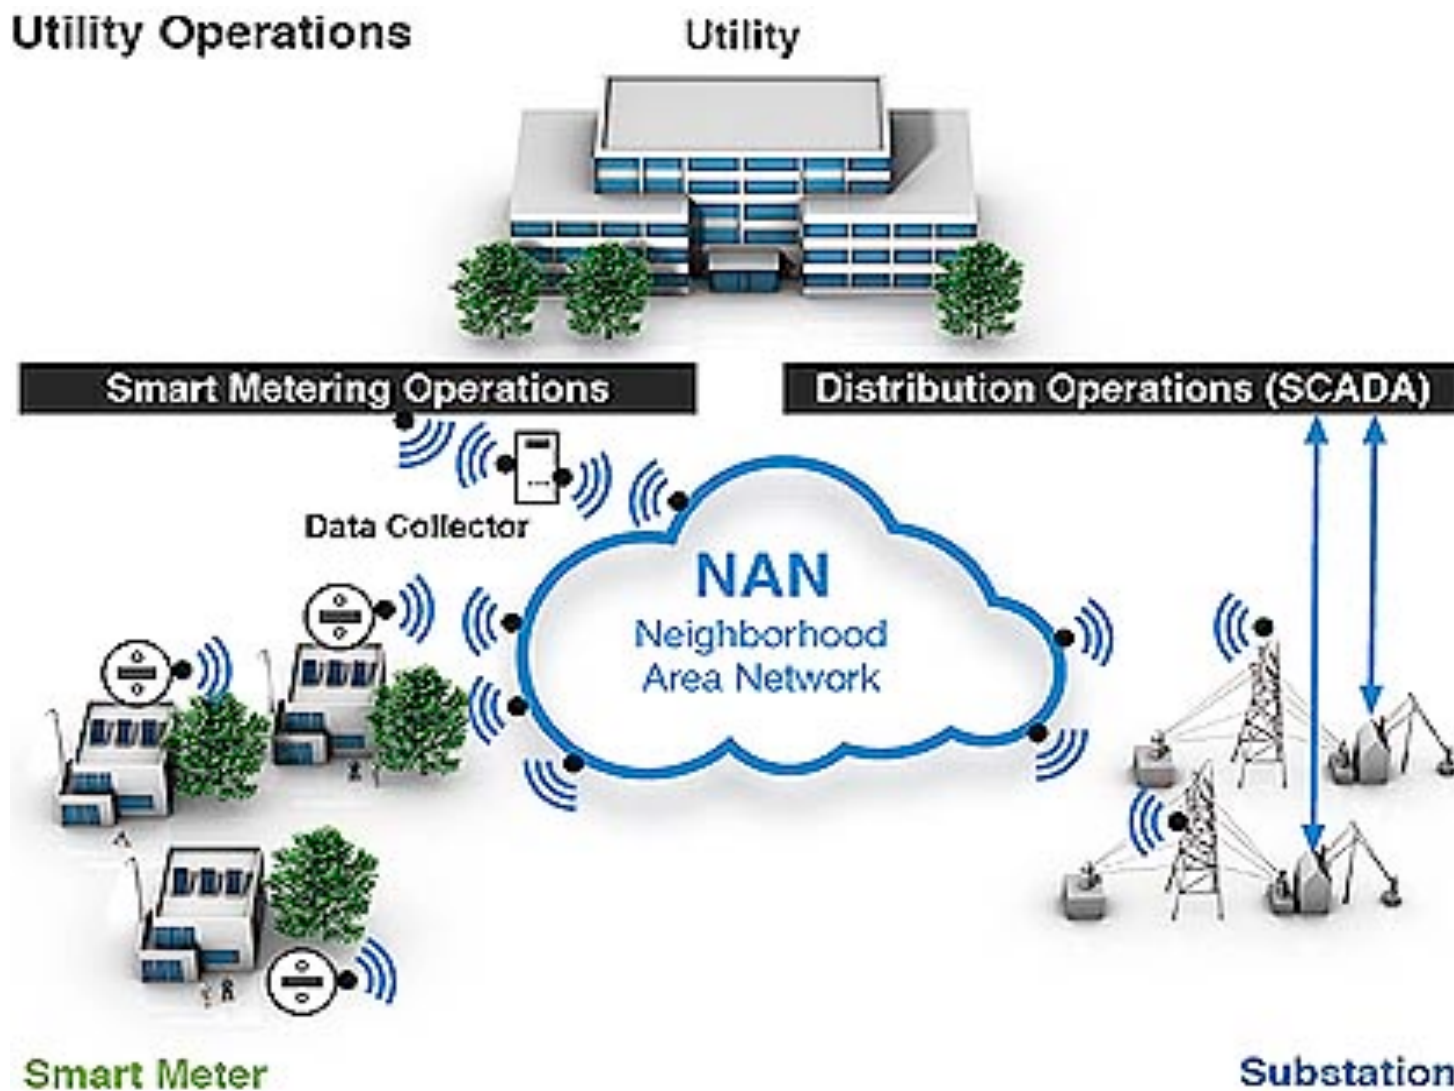 Utility Operations
Utility
Smart Metering Operations
Distribution Operations (SCADA)
Data Collector
NAN
Neighborhood
Area Network
Smart Meter
Substation